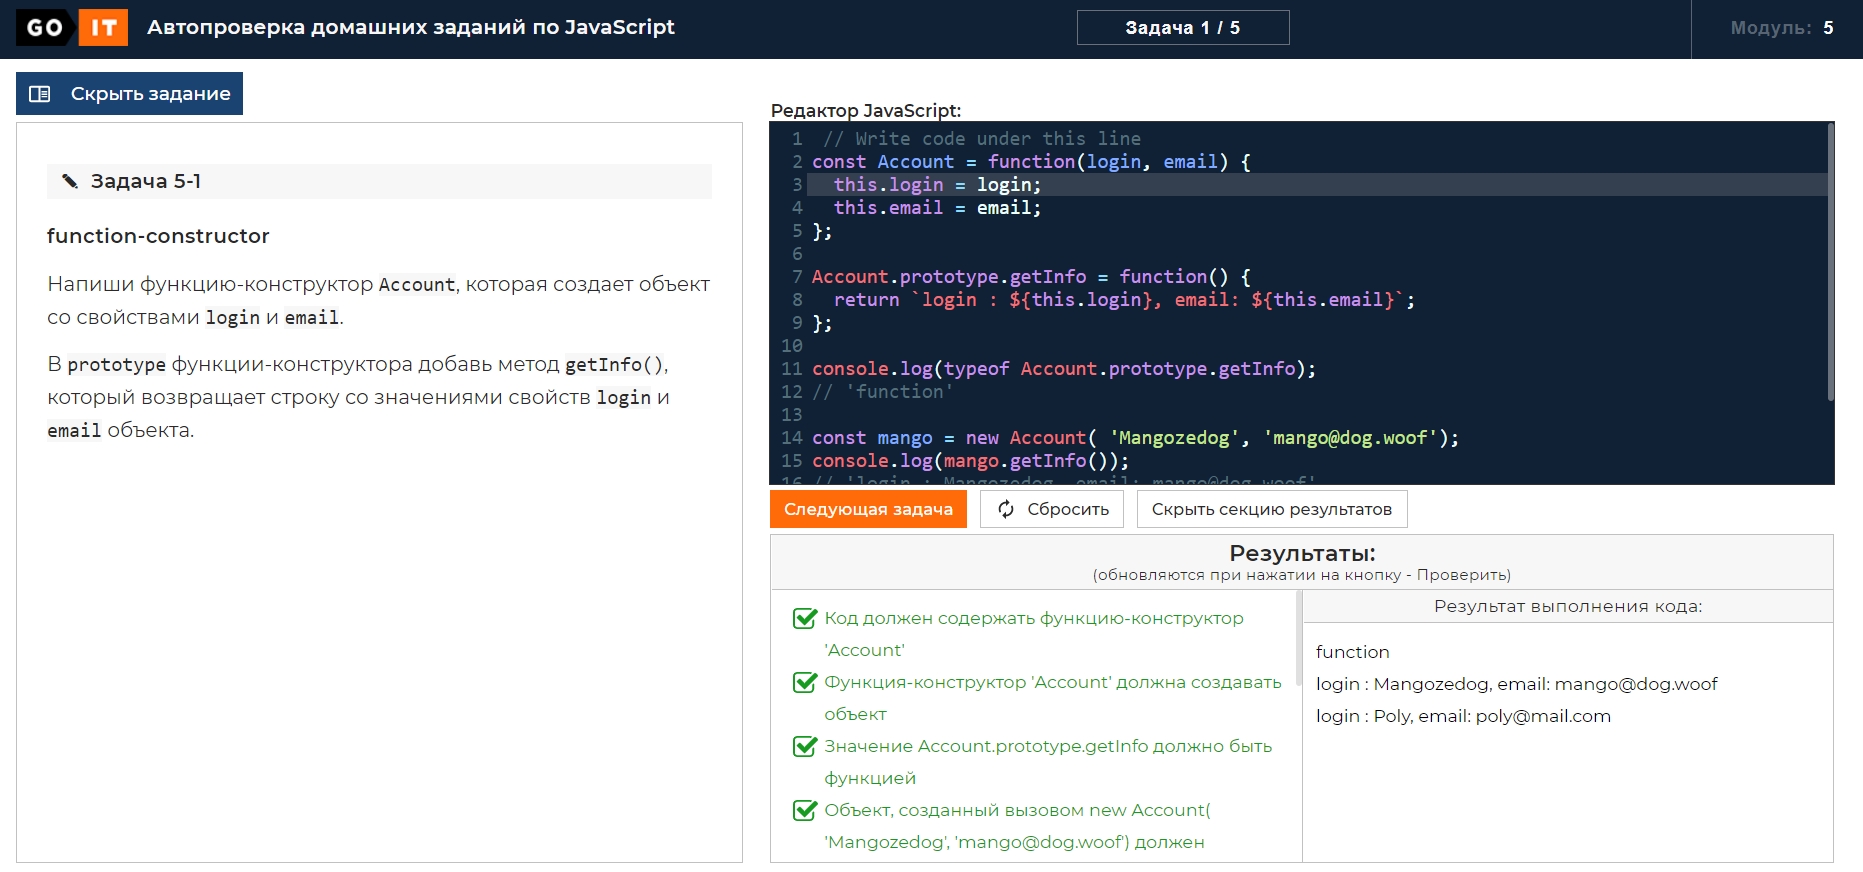 GO IT Автопроверка домашних заданий по JavaScript
Задача 1 / 5
Модуль: 5
Скрыть задание
Задача 5-1
function-constructor
Напиши функцию-конструктор Account, которая создает объект
со свойствами login и email.
В prototype функции-конструктора добавь метод getInfo(),
который возвращает строку со значениями свойств login и
email объекта.
Редактор JavaScript:
1 // Write code under this line
2 const Account = function(login, email) {
3 this.login = login;
4 this.email = email;
5 };
6
7 Account.prototype.getInfo = function() {
8 return `login : ${this.login}, email: ${this.email}`;
9 };
10
11 console.log(typeof Account.prototype.getInfo);
12 // 'function'
13
14 const mango = new Account( 'Mangozedog', 'mango@dog.woof');
15 console.log(mango.getInfo());
16 // 'login : Mangozedog, email: mango@dog.woof'
Следующая задача
Сбросить
Скрыть секцию результатов
Результаты:
(обновляются при нажатии на кнопку - Проверить)
Код должен содержать функцию-конструктор
'Account'
Функция-конструктор 'Account' должна создавать
объект
Значение Account.prototype.getInfo должно быть
функцией
Объект, созданный вызовом new Account(
'Mangozedog', 'mango@dog.woof') должен
Результат выполнения кода:
function
login : Mangozedog, email: mango@dog.woof
login : Poly, email: poly@mail.com